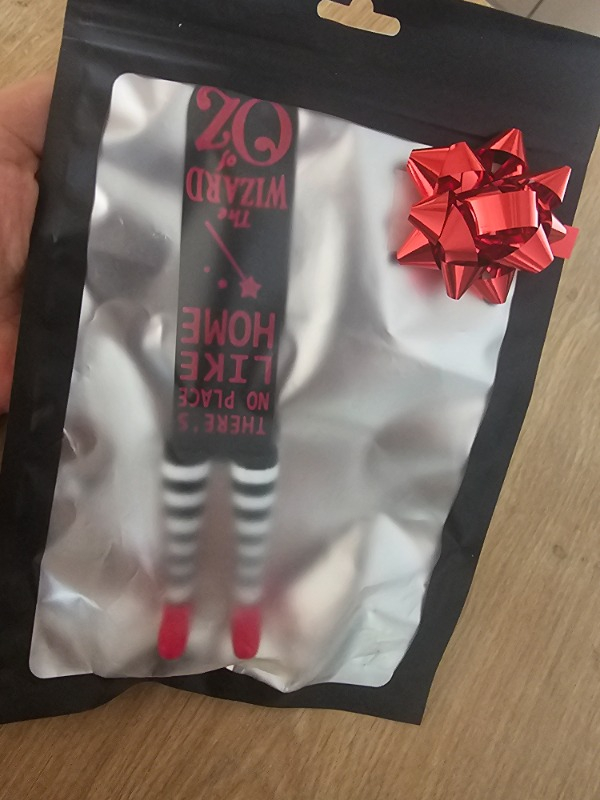 THERE'S
NO PLACE
LIKE
HOME
The
WIZARD
of
OZ